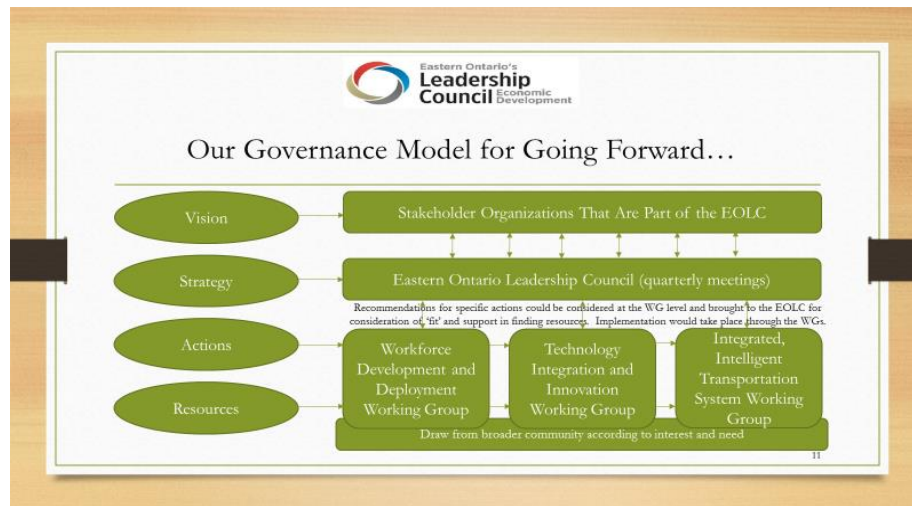 Eastern Ontario's
Leadership
Council Economic Development
Our Governance Model for Going Forward…
Vision
Stakeholder Organizations That Are Part of the EOLC
Strategy
Eastern Ontario Leadership Council (quarterly meetings)
Recommendations for specific actions could be considered at the WG level and brought to the EOLC for
consideration of 'fit' and support in finding resources. Implementation would take place through the WGs.
Actions
Resources
Workforce
Development and
Deployment
Working Group
Technology
Integration and
Innovation
Working Group
Integrated,
Intelligent
Transportation
System Working
Group
Draw from broader community according to interest and need
11